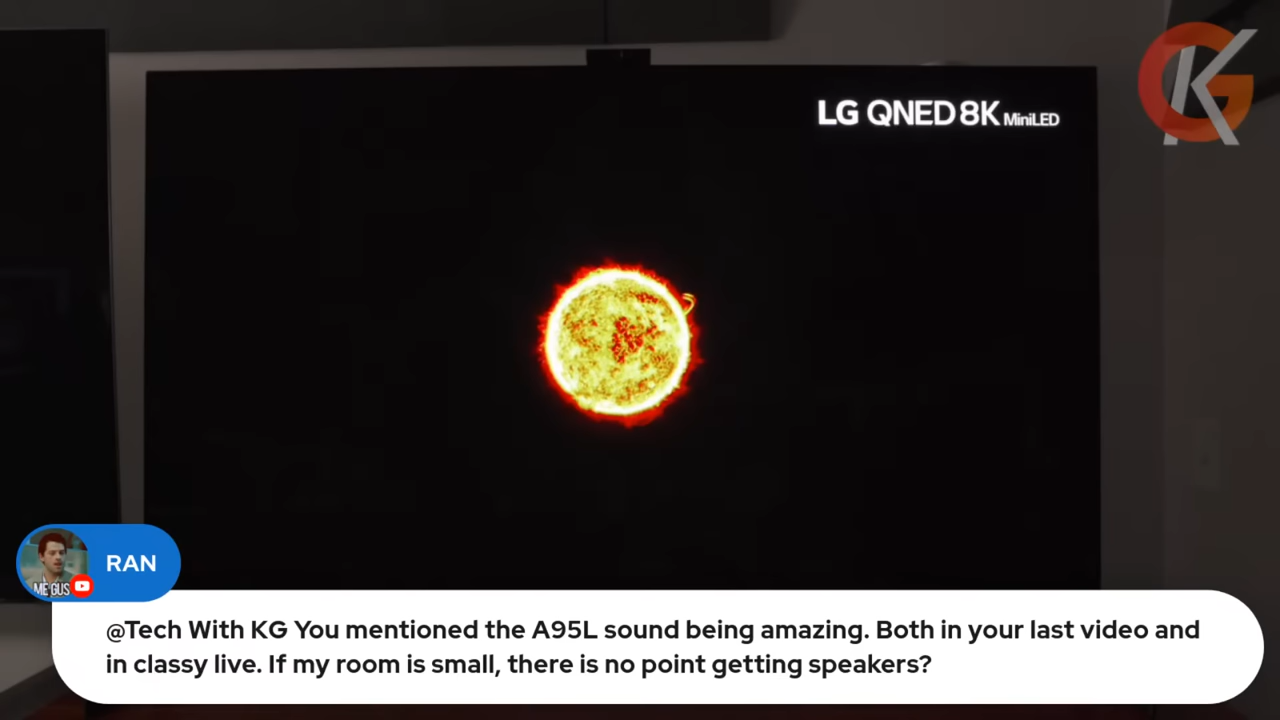 LG QNED 8K MiniLED
KG
RAN
ME GUS
@Tech With KG You mentioned the A95L sound being amazing. Both in your last video and
in classy live. If my room is small, there is no point getting speakers?